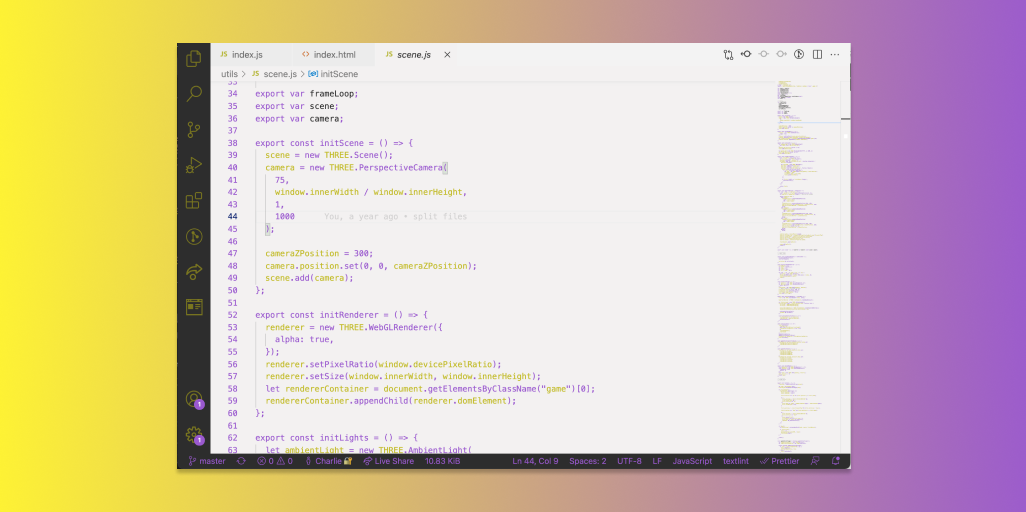 JS index.js <> index.html JS scene.js ×
utils > JS scene.js > initScene
33
34 export var frameLoop;
35 export var scene;
36 export var camera;
37
38 export const initScene = () => {
39 scene = new THREE.Scene();
40 camera = new THREE.PerspectiveCamera(
41 75,
42 window.innerWidth / window.innerHeight,
43 1,
44 1000 You, a year ago • split files
45 );
46
47 cameraZPosition = 300;
48 camera.position.set(0, 0, cameraZPosition);
49 scene.add(camera);
50 };
51
52 export const initRenderer = () => {
53 renderer = new THREE.WebGLRenderer({
54 alpha: true,
55 });
56 renderer.setPixelRatio(window.devicePixelRatio);
57 renderer.setSize(window.innerWidth, window.innerHeight);
58 let rendererContainer = document.getElementsByClassName("game")[0];
59 rendererContainer.appendChild(renderer.domElement);
60 };
61
62 export const initLights = () => {
63 let ambientLight = new THREE.AmbientLight(
1
1
master 0 0 Charlie 🔐 Live Share 10.83 KiB Ln 44, Col 9 Spaces: 2 UTF-8 LF JavaScript textlint Prettier